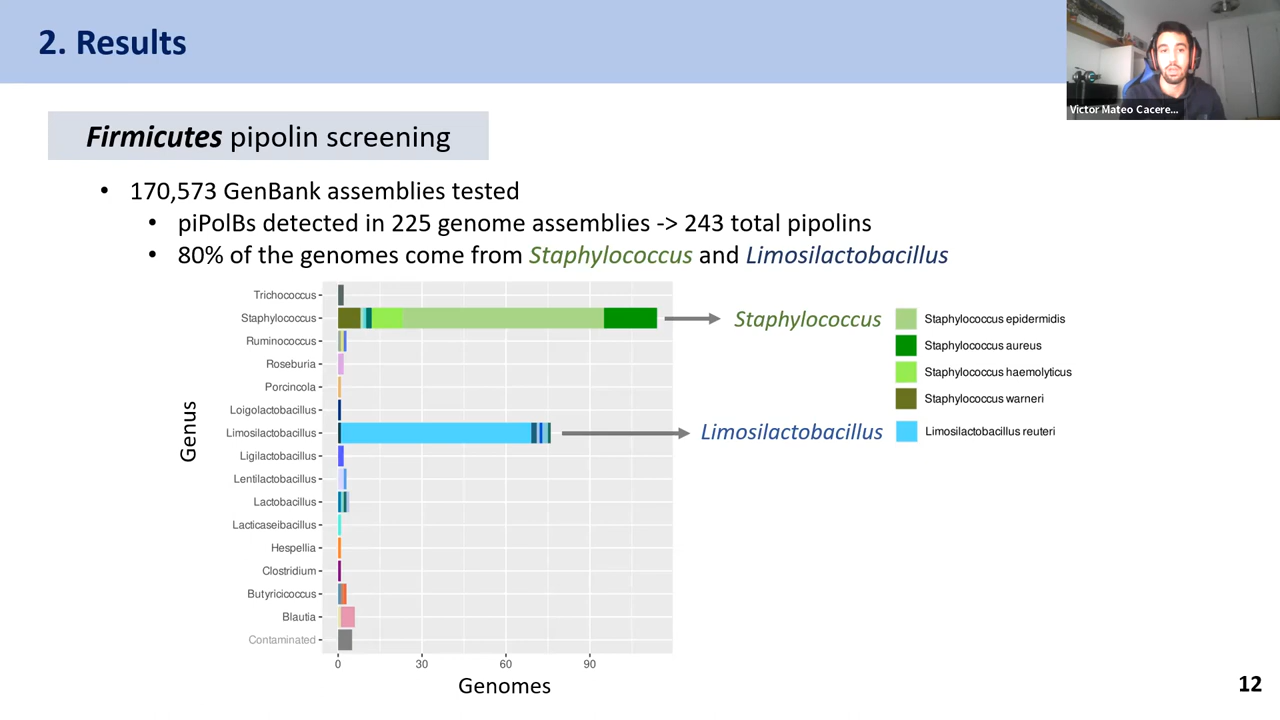 2. Results
Victor Mateo Cacere...
Firmicutes pipolin screening
• 170,573 GenBank assemblies tested
• piPolBs detected in 225 genome assemblies -> 243 total pipolins
• 80% of the genomes come from Staphylococcus and Limosilactobacillus
Genus
Trichococcus
Staphylococcus
Ruminococcus
Roseburia
Porcincola
Loigolactobacillus
Limosilactobacillus
Ligilactobacillus
Lentilactobacillus
Lactobacillus
Lacticaseibacillus
Hespellia
Clostridium
Butyricicoccus
Blautia
Contaminated
0 30 60 90
Genomes
Staphylococcus
Staphylococcus epidermidis
Staphylococcus aureus
Staphylococcus haemolyticus
Staphylococcus warneri
Limosilactobacillus
Limosilactobacillus reuteri
12